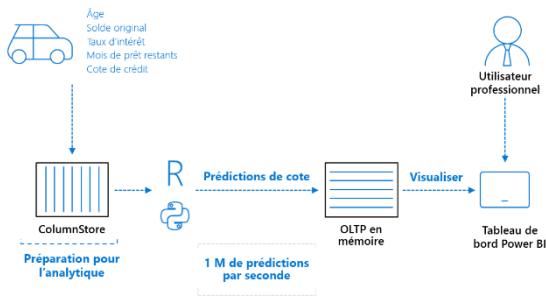 Âge
Solde original
Taux d'intérêt
Mois de prêt restants
Cote de crédit
Utilisateur
professionnel
R
Prédictions de cote
Visualiser
ColumnStore
OLTP en
mémoire
Tableau de
bord Power BI
Préparation pour
l'analytique
1 M de prédictions
par seconde